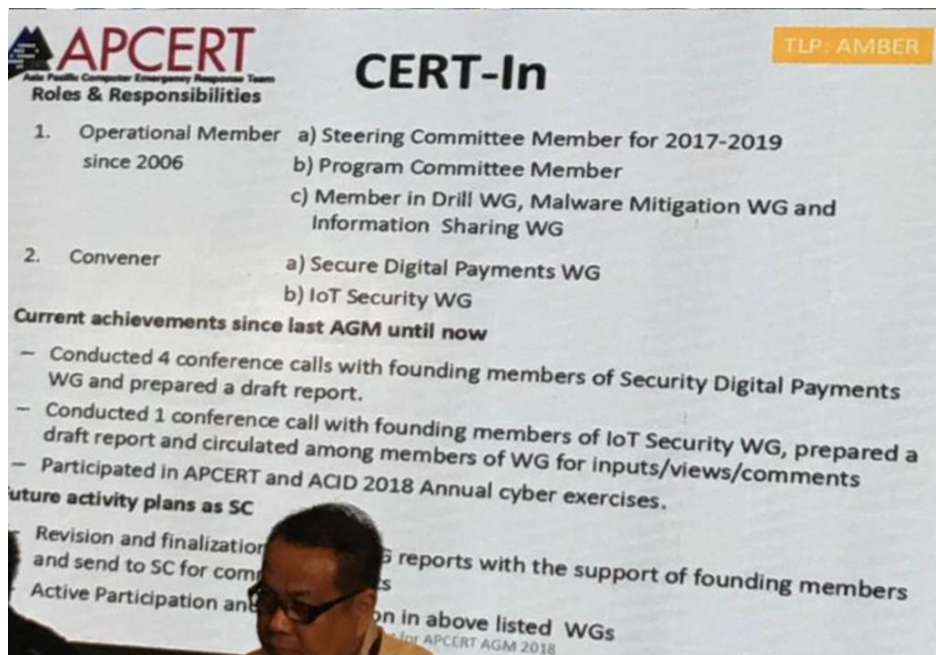 APCERT
Asia Pacific Computer Emergency Response Team
Roles & Responsibilities
CERT-In
TLP: AMBER
1. Operational Member since 2006
a) Steering Committee Member for 2017-2019
b) Program Committee Member
c) Member in Drill WG, Malware Mitigation WG and
Information Sharing WG
2. Convener
a) Secure Digital Payments WG
b) IoT Security WG
Current achievements since last AGM until now
– Conducted 4 conference calls with founding members of Security Digital Payments
WG and prepared a draft report.
– Conducted 1 conference call with founding members of IoT Security WG, prepared a
draft report and circulated among members of WG for inputs/views/comments
– Participated in APCERT and ACID 2018 Annual cyber exercises.
uture activity plans as SC
Revision and finalization reports with the support of founding members
and send to SC for
Active Participation in above listed WGs
for APCERT AGM 2018